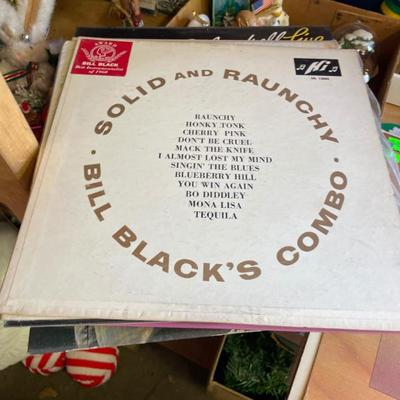 AWARD
BILL BLACK
Best Instrumentalist
of 1960
Hi
SOLID AND RAUNCHY
RAUNCHY
HONKY TONK
CHERRY PINK
DON'T BE CRUEL
MACK THE KNIFE
I ALMOST LOST MY MIND
SINGIN' THE BLUES
BLUEBERRY HILL
YOU WIN AGAIN
BO DIDDLEY
MONA LISA
TEQUILA
· BILL BLACK'S COMBO ·